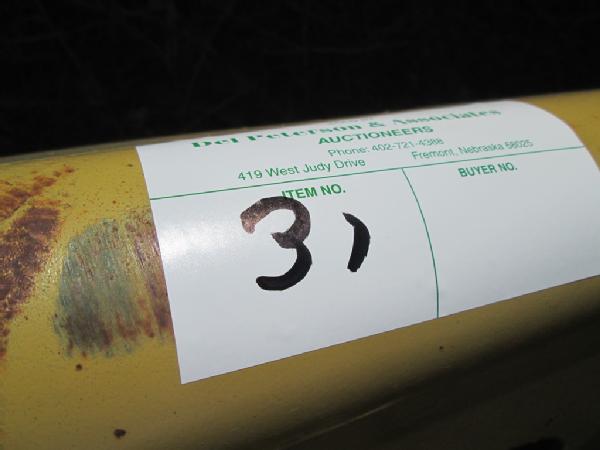 Del Peterson & Associates
AUCTIONEERS
Phone: 402-721-4388
419 West Judy Drive Fremont, Nebraska 68025
ITEM NO. BUYER NO.
31